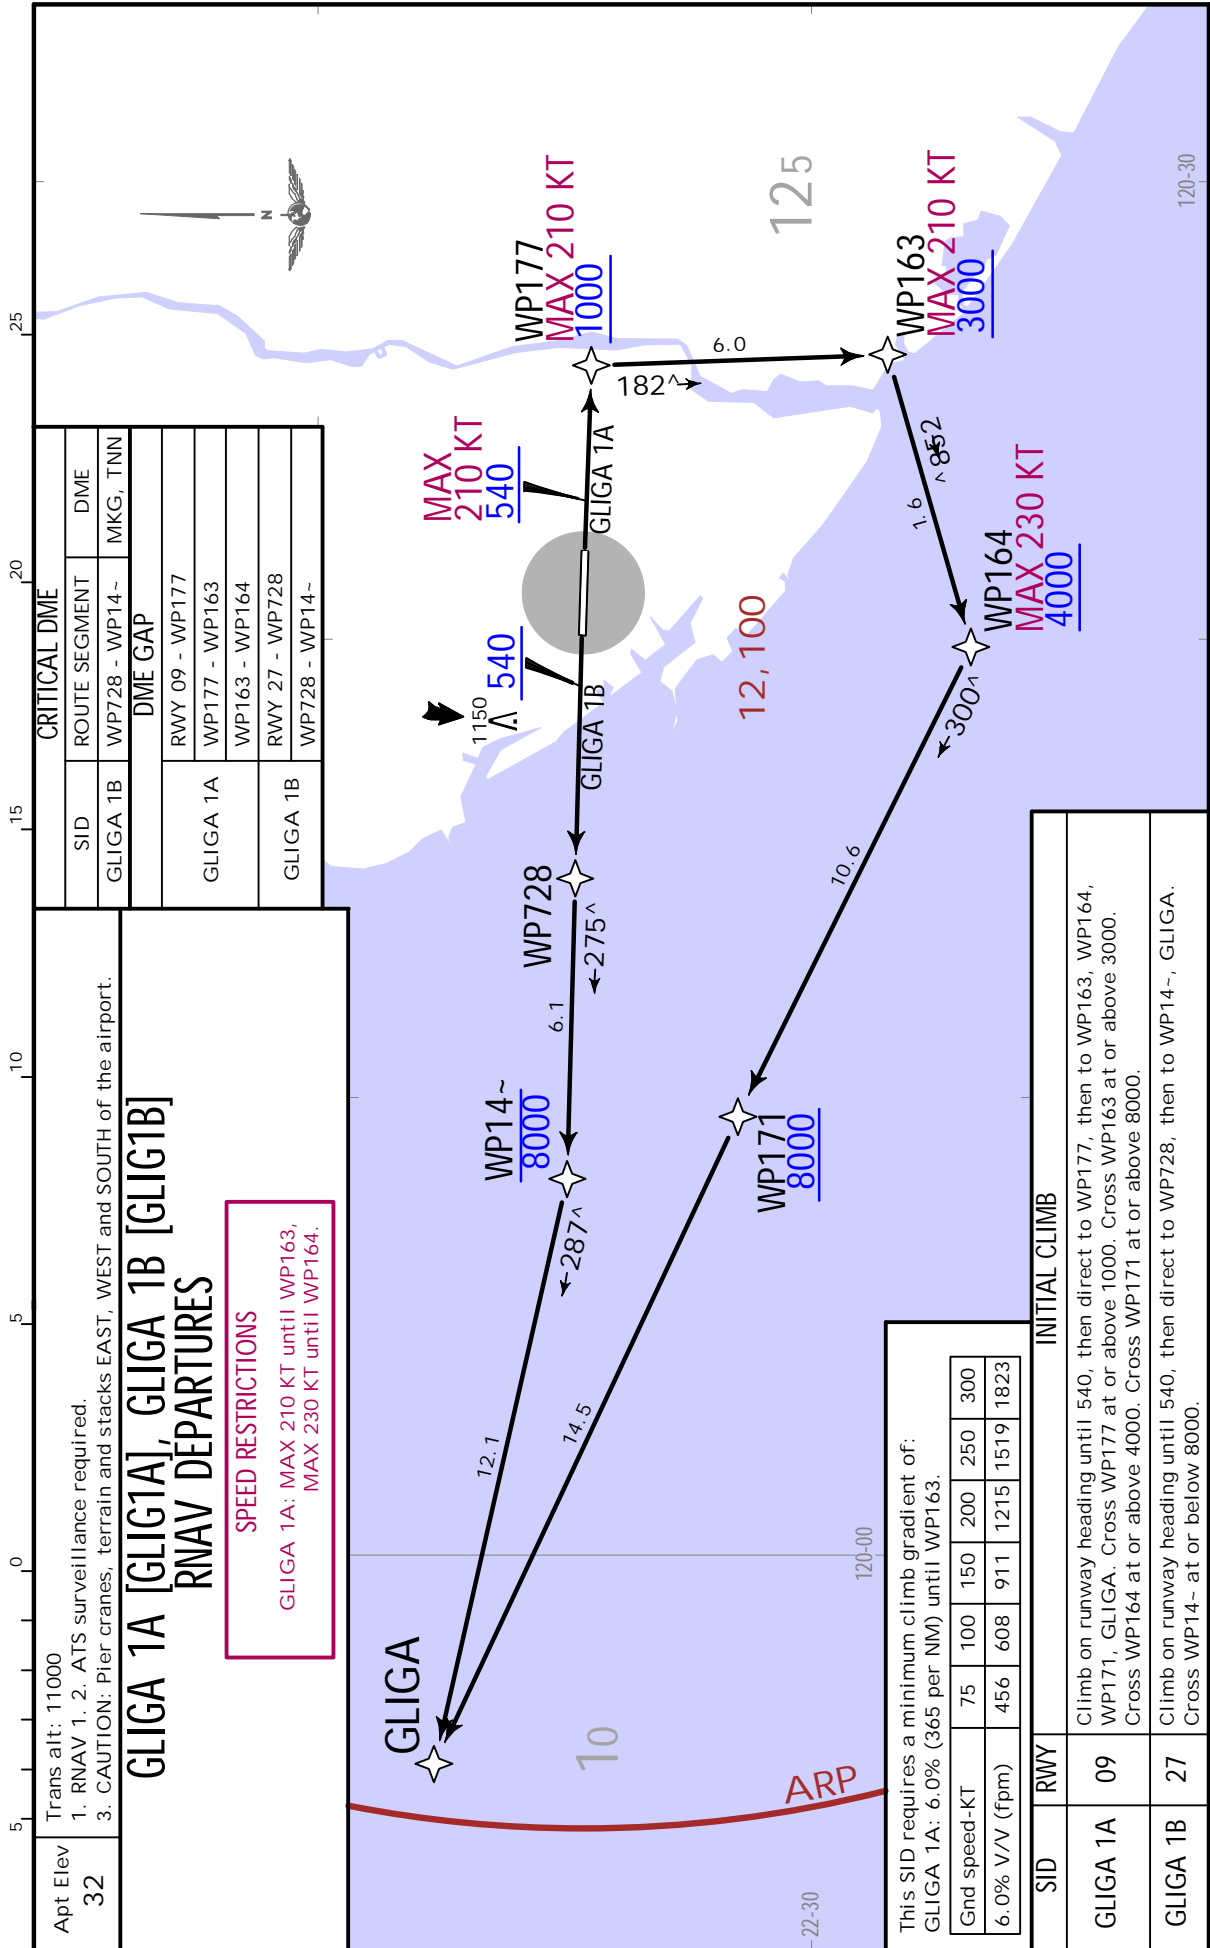 Apt Elev
32
Trans alt: 11000
1. RNAV 1. 2. ATS surveillance required.
3. CAUTION: Pier cranes, terrain and stacks EAST, WEST and SOUTH of the airport.
GLIGA 1A [GLIG1A], GLIGA 1B [GLIG1B]
RNAV DEPARTURES
SPEED RESTRICTIONS
GLIGA 1A: MAX 210 KT until WP163,
MAX 230 KT until WP164.
CRITICAL DME
SID ROUTE SEGMENT DME
GLIGA 1B WP728 - WP14~ MKG, TNN
DME GAP
GLIGA 1A
RWY 09 - WP177
WP177 - WP163
WP163 - WP164
GLIGA 1B
RWY 27 - WP728
WP728 - WP14~
5 0 5 10 15 20 25
N
GLIGA
12.1
287^
WP14~
8000
6.1
275^
WP728
GLIGA 1B
1150
540
MAX
210 KT
540
GLIGA 1A
WP177
MAX 210 KT
1000
182^
6.0
WP163
MAX 210 KT
3000
7.6
258^
WP164
MAX 230 KT
4000
300^
10.6
WP171
8000
14.5
10
ARP
12,100
125
120-00
120-30
22-30
This SID requires a minimum climb gradient of:
GLIGA 1A: 6.0% (365 per NM) until WP163.
Gnd speed-KT 75 100 150 200 250 300
6.0% V/V (fpm) 456 608 911 1215 1519 1823
SID RWY INITIAL CLIMB
GLIGA 1A 09
Climb on runway heading until 540, then direct to WP177, then to WP163, WP164,
WP171, GLIGA. Cross WP177 at or above 1000. Cross WP163 at or above 3000.
Cross WP164 at or above 4000. Cross WP171 at or above 8000.
GLIGA 1B 27
Climb on runway heading until 540, then direct to WP728, then to WP14~, GLIGA.
Cross WP14~ at or below 8000.